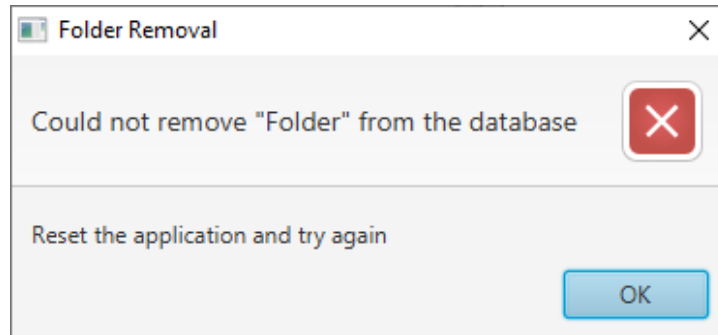 Folder Removal
Could not remove "Folder" from the database
Reset the application and try again
OK